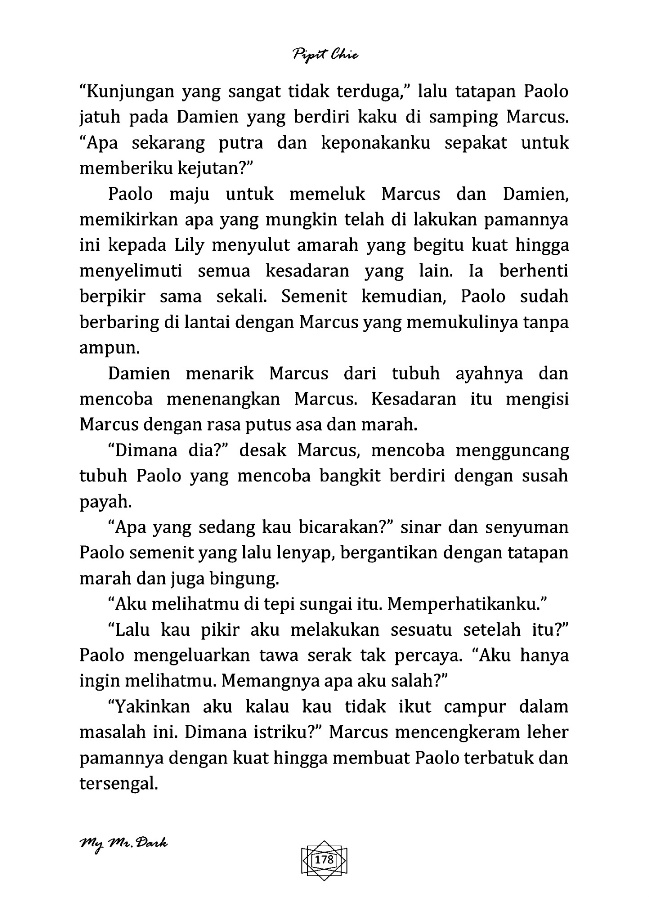 Pipit Chie
“Kunjungan yang sangat tidak terduga,” lalu tatapan Paolo
jatuh pada Damien yang berdiri kaku di samping Marcus.
“Apa sekarang putra dan keponakanku sepakat untuk
memberiku kejutan?”
Paolo maju untuk memeluk Marcus dan Damien,
memikirkan apa yang mungkin telah di lakukan pamannya
ini kepada Lily menyulut amarah yang begitu kuat hingga
menyelimuti semua kesadaran yang lain. Ia berhenti
berpikir sama sekali. Semenit kemudian, Paolo sudah
berbaring di lantai dengan Marcus yang memukulinya tanpa
ampun.
Damien menarik Marcus dari tubuh ayahnya dan
mencoba menenangkan Marcus. Kesadaran itu mengisi
Marcus dengan rasa putus asa dan marah.
“Dimana dia?” desak Marcus, mencoba mengguncang
tubuh Paolo yang mencoba bangkit berdiri dengan susah
payah.
“Apa yang sedang kau bicarakan?” sinar dan senyuman
Paolo semenit yang lalu lenyap, bergantikan dengan tatapan
marah dan juga bingung.
“Aku melihatmu di tepi sungai itu. Memperhatikanku.”
“Lalu kau pikir aku melakukan sesuatu setelah itu?”
Paolo mengeluarkan tawa serak tak percaya. “Aku hanya
ingin melihatmu. Memangnya apa aku salah?”
“Yakinkan aku kalau kau tidak ikut campur dalam
masalah ini. Dimana istriku?” Marcus mencengkeram leher
pamannya dengan kuat hingga membuat Paolo terbatuk dan
tersengal.
My Mr. Dark
178